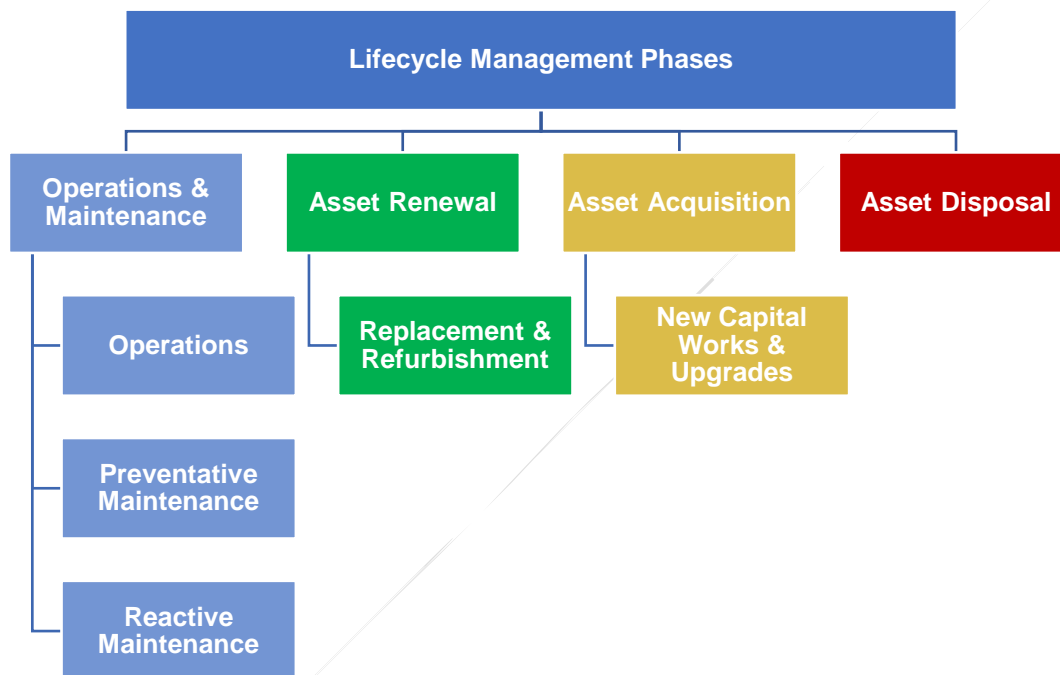 Lifecycle Management Phases
Operations &
Maintenance
Asset Renewal
Asset Acquisition
Asset Disposal
Operations
Replacement &
Refurbishment
New Capital
Works &
Upgrades
Preventative
Maintenance
Reactive
Maintenance